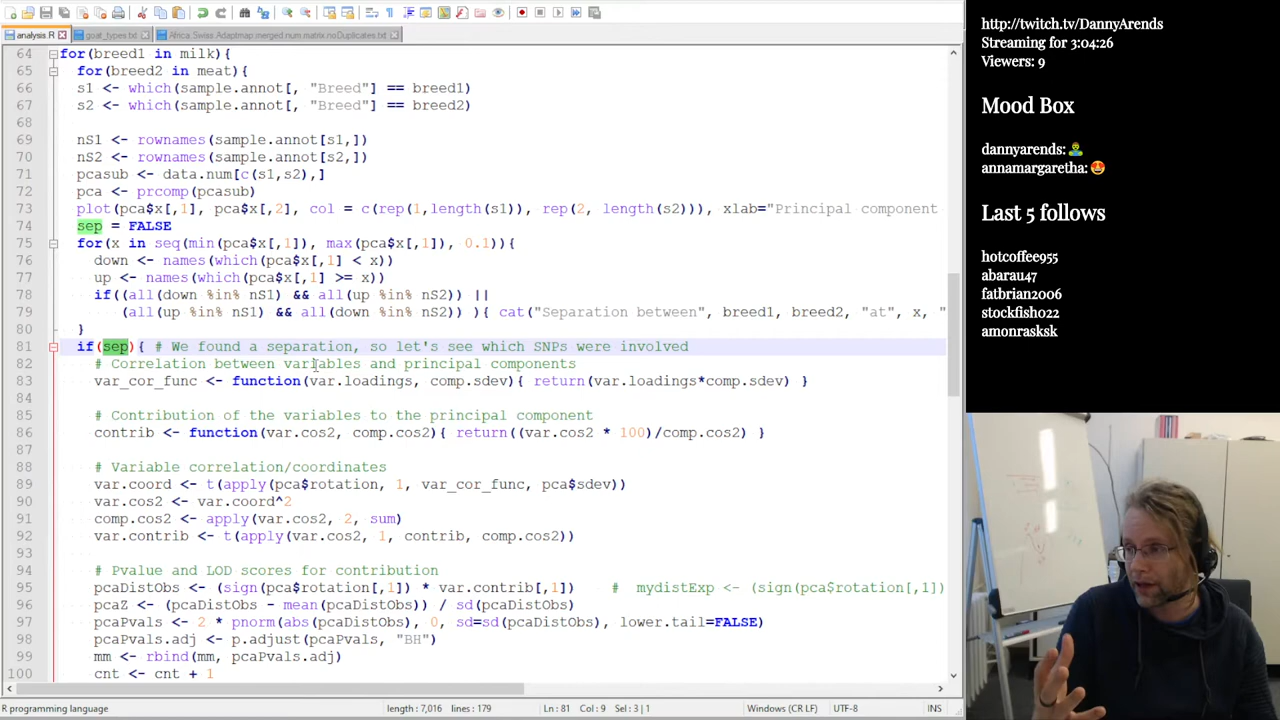 analysis.R
goat_types.txt
Africa.Swiss.Adaptmap.merged.num.matrix.noDuplicates.txt
64 for(breed1 in milk){
65 for(breed2 in meat){
66 s1 <- which(sample.annot[, "Breed"] == breed1)
67 s2 <- which(sample.annot[, "Breed"] == breed2)
68
69 nS1 <- rownames(sample.annot[s1,])
70 nS2 <- rownames(sample.annot[s2,])
71 pcasub <- data.num[c(s1,s2),]
72 pca <- prcomp(pcasub)
73 plot(pca$x[,1], pca$x[,2], col = c(rep(1,length(s1)), rep(2, length(s2))), xlab="Principal component
74 sep = FALSE
75 for(x in seq(min(pca$x[,1]), max(pca$x[,1]), 0.1)){
76 down <- names(which(pca$x[,1] < x))
77 up <- names(which(pca$x[,1] >= x))
78 if((all(down %in% nS1) && all(up %in% nS2)) ||
79 (all(up %in% nS1) && all(down %in% nS2) ){ cat("Separation between", breed1, breed2, "at", x, "
80 }
81 if(sep){ # We found a separation, so let's see which SNPs were involved
82 # Correlation between variables and principal components
83 var_cor_func <- function(var.loadings, comp.sdev){ return(var.loadings*comp.sdev) }
84
85 # Contribution of the variables to the principal component
86 contrib <- function(var.cos2, comp.cos2){ return((var.cos2 * 100)/comp.cos2) }
87
88 # Variable correlation/coordinates
89 var.coord <- t(apply(pca$rotation, 1, var_cor_func, pca$sdev))
90 var.cos2 <- var.coord^2
91 comp.cos2 <- apply(var.cos2, 2, sum)
92 var.contrib <- t(apply(var.cos2, 1, contrib, comp.cos2))
93
94 # Pvalue and LOD scores for contribution
95 pcaDistObs <- (sign(pca$rotation[,1]) * var.contrib[,1]) # mydistExp <- (sign(pca$rotation[,1])
96 pcaZ <- (pcaDistObs - mean(pcaDistObs)) / sd(pcaDistObs)
97 pcaPvals <- 2 * pnorm(abs(pcaDistObs), 0, sd=sd(pcaDistObs), lower.tail=FALSE)
98 pcaPvals.adj <- p.adjust(pcaPvals, "BH")
99 mm <- rbind(mm, pcaPvals.adj)
100 cnt <- cnt + 1
R programming language length : 7,016 lines : 179 Ln : 81 Col : 9 Sel : 3 | 1 Windows (CR LF) UTF-8 INS
http://twitch.tv/DannyArends
Streaming for 3:04:26
Viewers: 9
Mood Box
dannyarends: 🧟‍♂️
annamargaretha: 😍
Last 5 follows
hotcoffee955
abarau47
fatbrian2006
stockfish022
amonrasksk